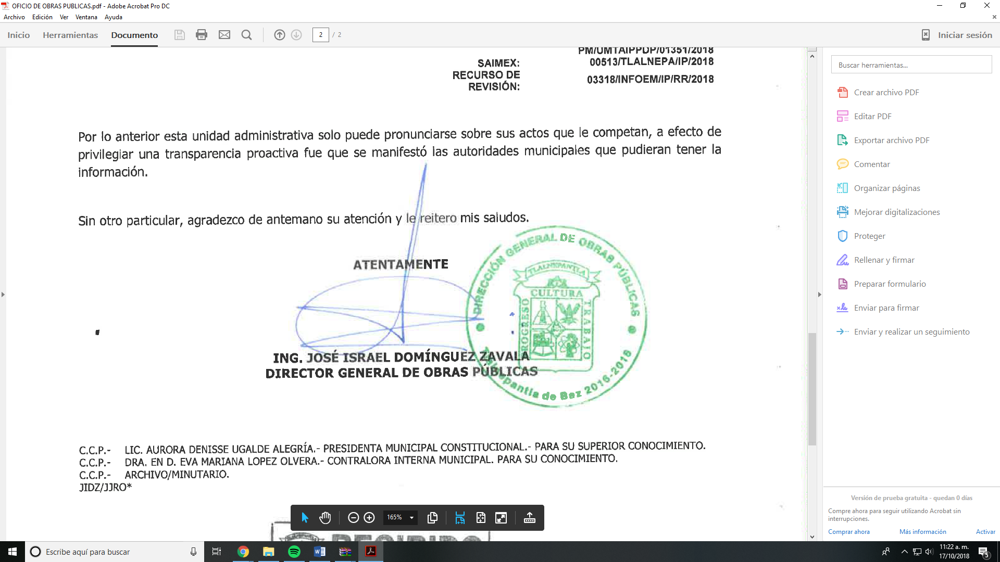 OFICIO DE OBRAS PUBLICAS.pdf - Adobe Acrobat Pro DC
Archivo Edición Ver Ventana Ayuda
Inicio Herramientas Documento 2 / 2 Iniciar sesión
PM/UMTAIPPDP/01351/2018
SAIMEX: 00513/TLALNEPA/IP/2018
RECURSO DE
REVISIÓN: 03318/INFOEM/IP/RR/2018
Por lo anterior esta unidad administrativa solo puede pronunciarse sobre sus actos que le competan, a efecto de
privilegiar una transparencia proactiva fue que se manifestó las autoridades municipales que pudieran tener la
información.
Sin otro particular, agradezco de antemano su atención y le reitero mis saludos.
ATENTAMENTE
DIRECCIÓN GENERAL DE OBRAS PÚBLICAS
TLALNEPANTLA
CULTURA
PROGRESO
TRABAJO
Tlalnepantla de Baz 2016-2018
ING. JOSÉ ISRAEL DOMÍNGUEZ ZAVALA
DIRECTOR GENERAL DE OBRAS PÚBLICAS
C.C.P.- LIC. AURORA DENISSE UGALDE ALEGRÍA.- PRESIDENTA MUNICIPAL CONSTITUCIONAL.- PARA SU SUPERIOR CONOCIMIENTO.
C.C.P.- DRA. EN D. EVA MARIANA LOPEZ OLVERA.- CONTRALORA INTERNA MUNICIPAL. PARA SU CONOCIMIENTO.
C.C.P.- ARCHIVO/MINUTARIO.
JIDZ/JJRO*
165%
RECIBIDO
Buscar herramientas...
Crear archivo PDF
Editar PDF
Exportar archivo PDF
Comentar
Organizar páginas
Mejorar digitalizaciones
Proteger
Rellenar y firmar
Preparar formulario
Enviar para firmar
Enviar y realizar un seguimiento
Versión de prueba gratuita - quedan 0 días
Compre ahora para seguir utilizando Acrobat sin
interrupciones.
Comprar ahora Más información Activar
Escribe aquí para buscar
11:22 a. m.
17/10/2018
5